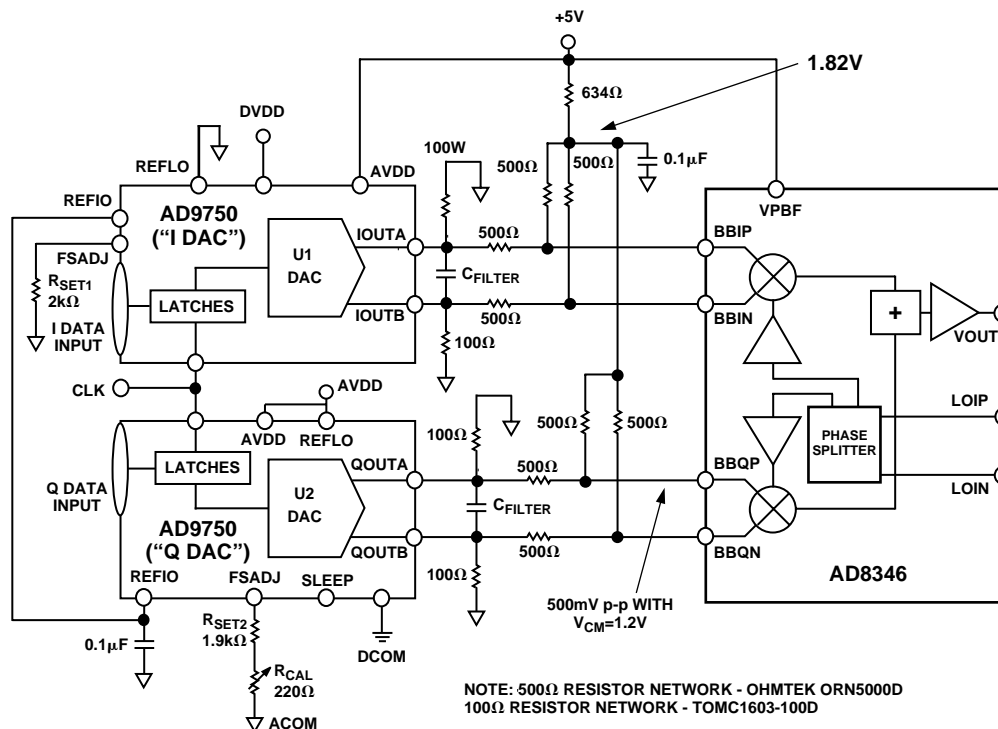 +5V
1.82V
634Ω
DVDD
100W
500Ω
500Ω
0.1μF
REFLO
AVDD
REFIO
VPBF
AD9750
("I DAC")
IOUTA
500Ω
BBIP
FSADJ
U1
DAC
RSET1
2kΩ
LATCHES
CFILTER
+
I DATA
INPUT
IOUTB
500Ω
BBIN
VOUT
100Ω
CLK
AVDD
AVDD
REFLO
100Ω
500Ω
500Ω
LOIP
PHASE
SPLITTER
LATCHES
QOUTA
500Ω
BBQP
LOIN
Q DATA
INPUT
U2
DAC
CFILTER
AD9750
("Q DAC")
QOUTB
500Ω
BBQN
AD8346
REFIO
FSADJ
SLEEP
100Ω
500mV p-p WITH
VCM=1.2V
RSET2
1.9kΩ
0.1μF
DCOM
RCAL
220Ω
ACOM
NOTE: 500Ω RESISTOR NETWORK - OHMTEK ORN5000D
100Ω RESISTOR NETWORK - TOMC1603-100D